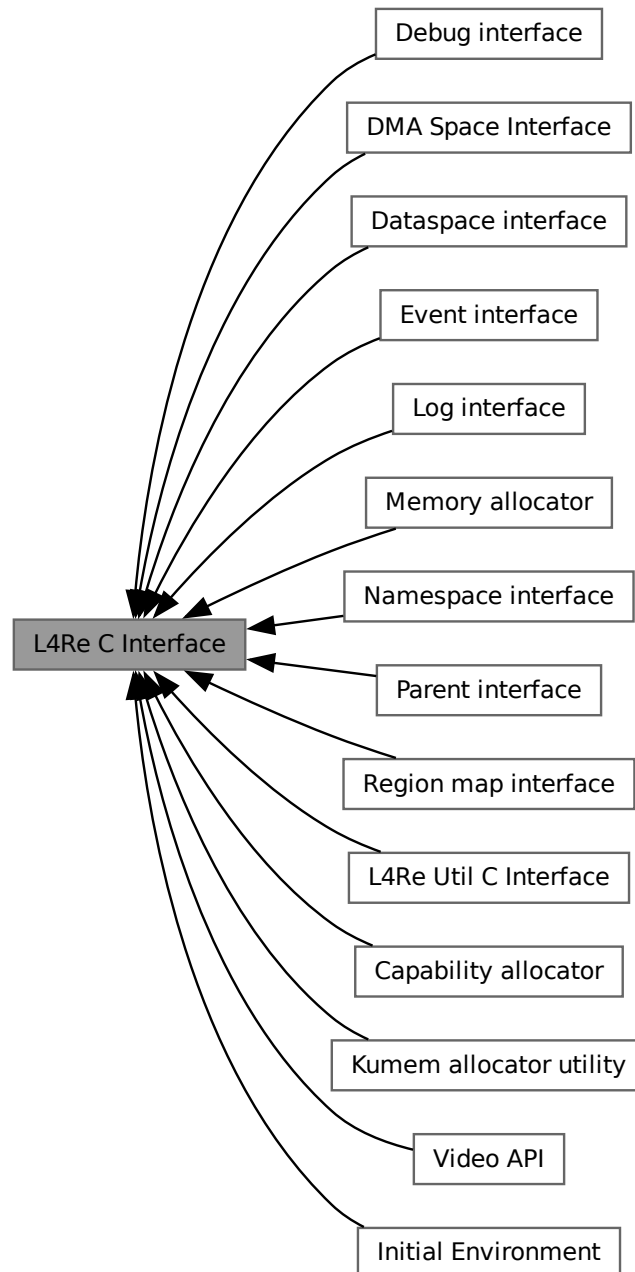 Debug interface
DMA Space Interface
Dataspace interface
Event interface
Log interface
Memory allocator
Namespace interface
L4Re C Interface
Parent interface
Region map interface
L4Re Util C Interface
Capability allocator
Kumem allocator utility
Video API
Initial Environment